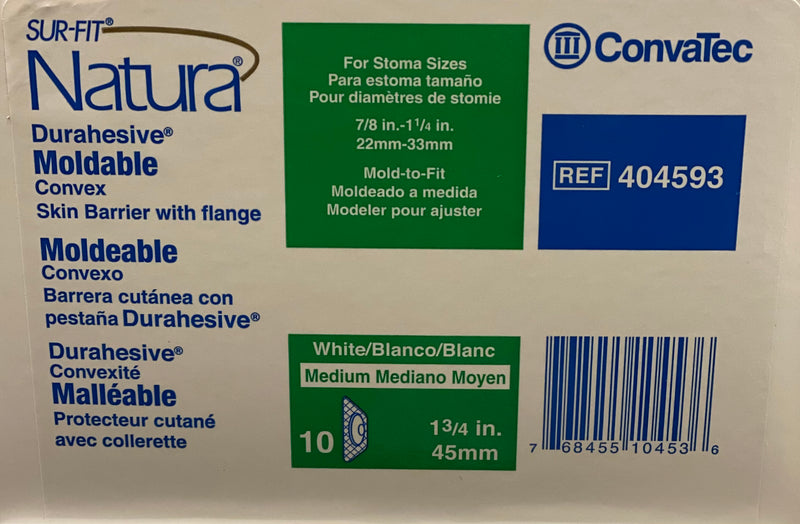 SUR-FIT®
Natura®
Durahesive®
Moldable
Convex
Skin Barrier with flange
Moldeable
Convexo
Barrera cutánea con
pestaña Durahesive®
Durahesive®
Convexité
Malléable
Protecteur cutané
avec collerette
For Stoma Sizes
Para estoma tamaño
Pour diamètres de stomie
7/8 in.-1 1/4 in.
22mm-33mm
Mold-to-Fit
Moldeado a medida
Modeler pour ajuster
White/Blanco/Blanc
Medium Mediano Moyen
10
1 3/4 in.
45mm
ConvaTec
REF 404593
7 68455 10453 6